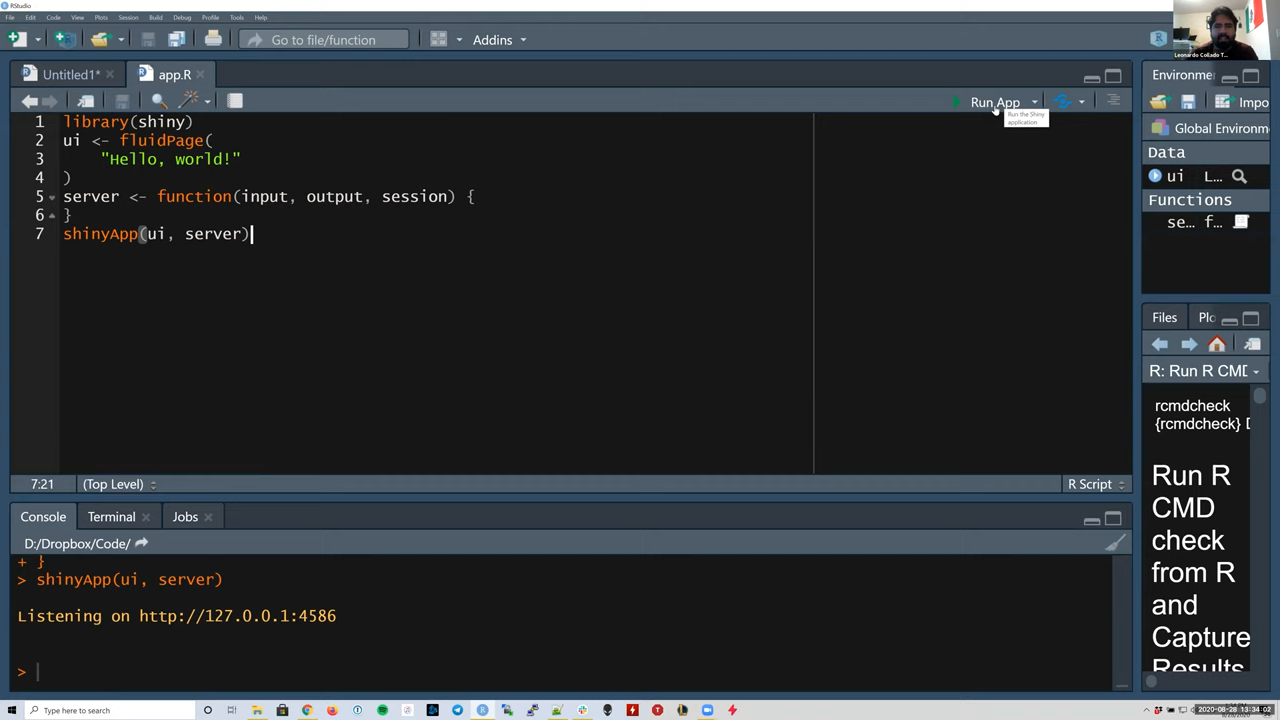 RStudio
File Edit Code View Plots Session Build Debug Profile Tools Help
Go to file/function
Addins
Leonardo Collado T...
Untitled1*
app.R
Environme
Run App
Impo
Run the Shiny
application
Global Environm
1 library(shiny)
2 ui <- fluidPage(
3 "Hello, world!"
4 )
5 server <- function(input, output, session) {
6 }
7 shinyApp(ui, server)
Data
ui L...
Functions
se... f...
Files Plo
R: Run R CMD
rcmdcheck
{rcmdcheck}
Run R
CMD
check
from R
and
Capture
Results
7:21 (Top Level) R Script
Console Terminal Jobs
D:/Dropbox/Code/
+ }
> shinyApp(ui, server)
Listening on http://127.0.0.1:4586
>
Type here to search
2020-08-28 13:34:02